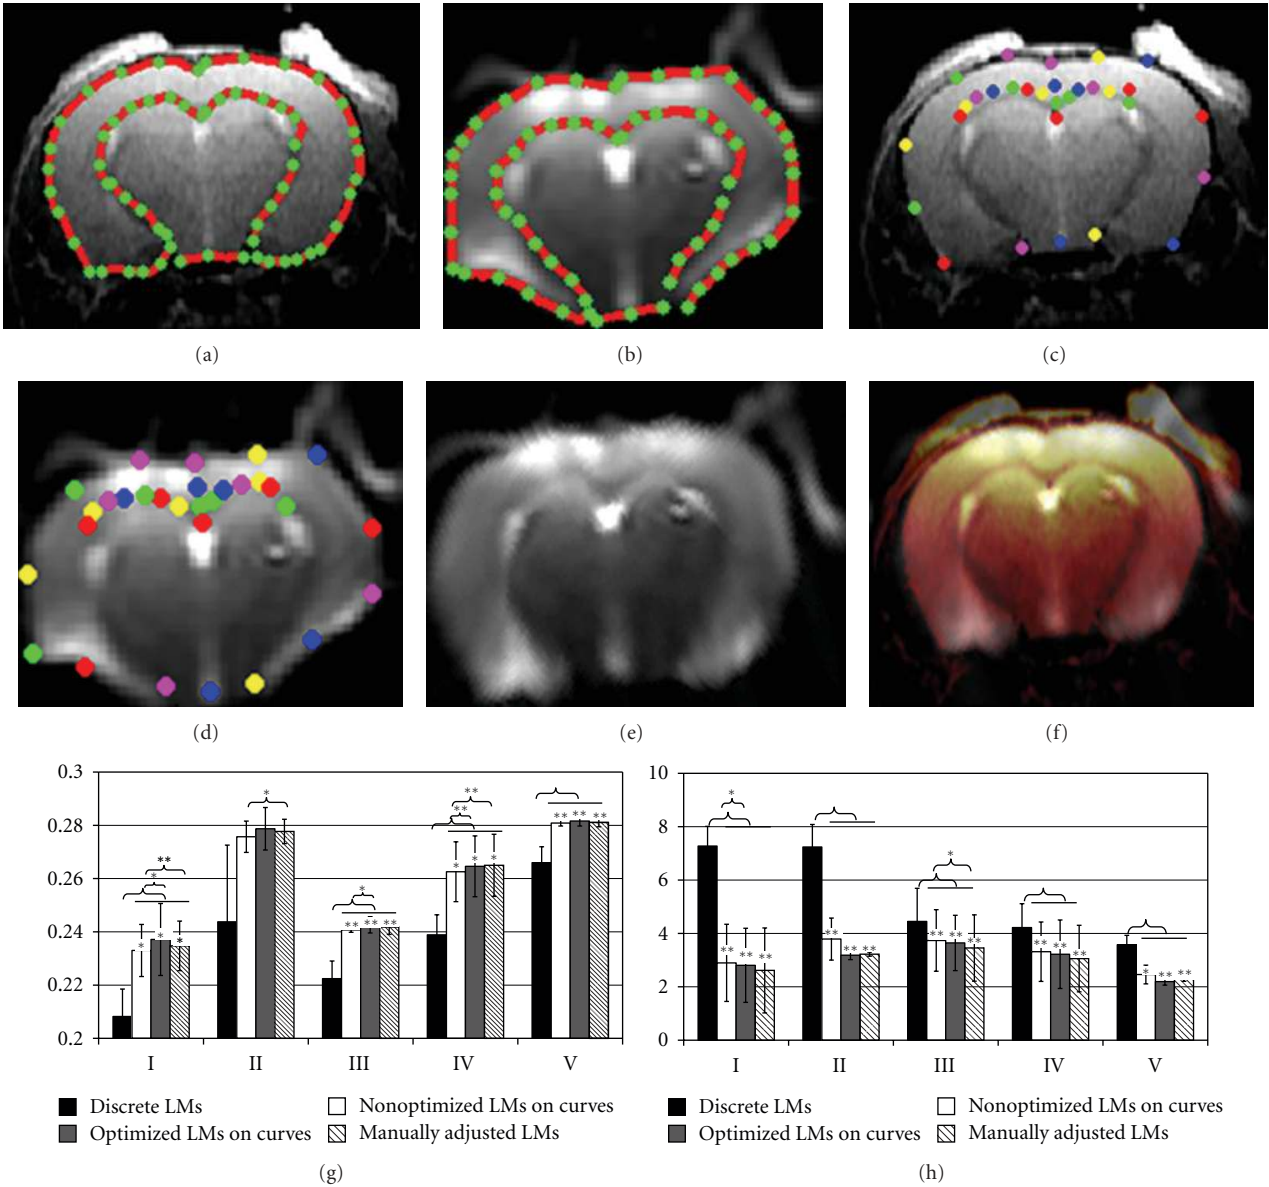 (a)
(b)
(c)
(d)
(e)
(f)
0.3
0.28
0.26
0.24
0.22
0.2
**
*
*
*
*
*
*
** ** **
**
**
* * *
** ** **
I II III IV V
Discrete LMs
Nonoptimized LMs on curves
Optimized LMs on curves
Manually adjusted LMs
(g)
10
8
6
4
2
0
*
** ** **
** ** **
*
** ** **
** ** **
* ** **
I II III IV V
Discrete LMs
Nonoptimized LMs on curves
Optimized LMs on curves
Manually adjusted LMs
(h)